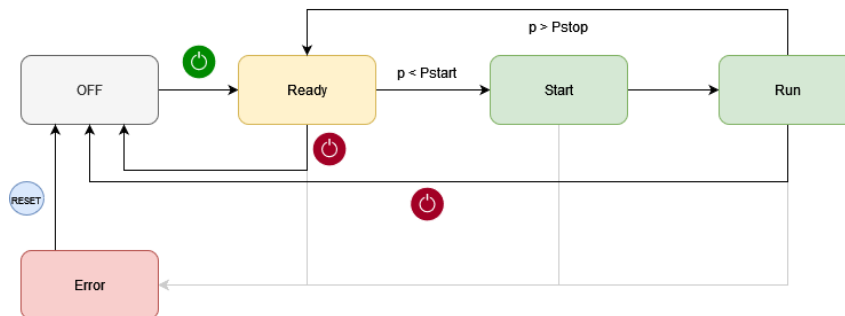 p > Pstop
OFF
Ready
p < Pstart
Start
Run
RESET
Error